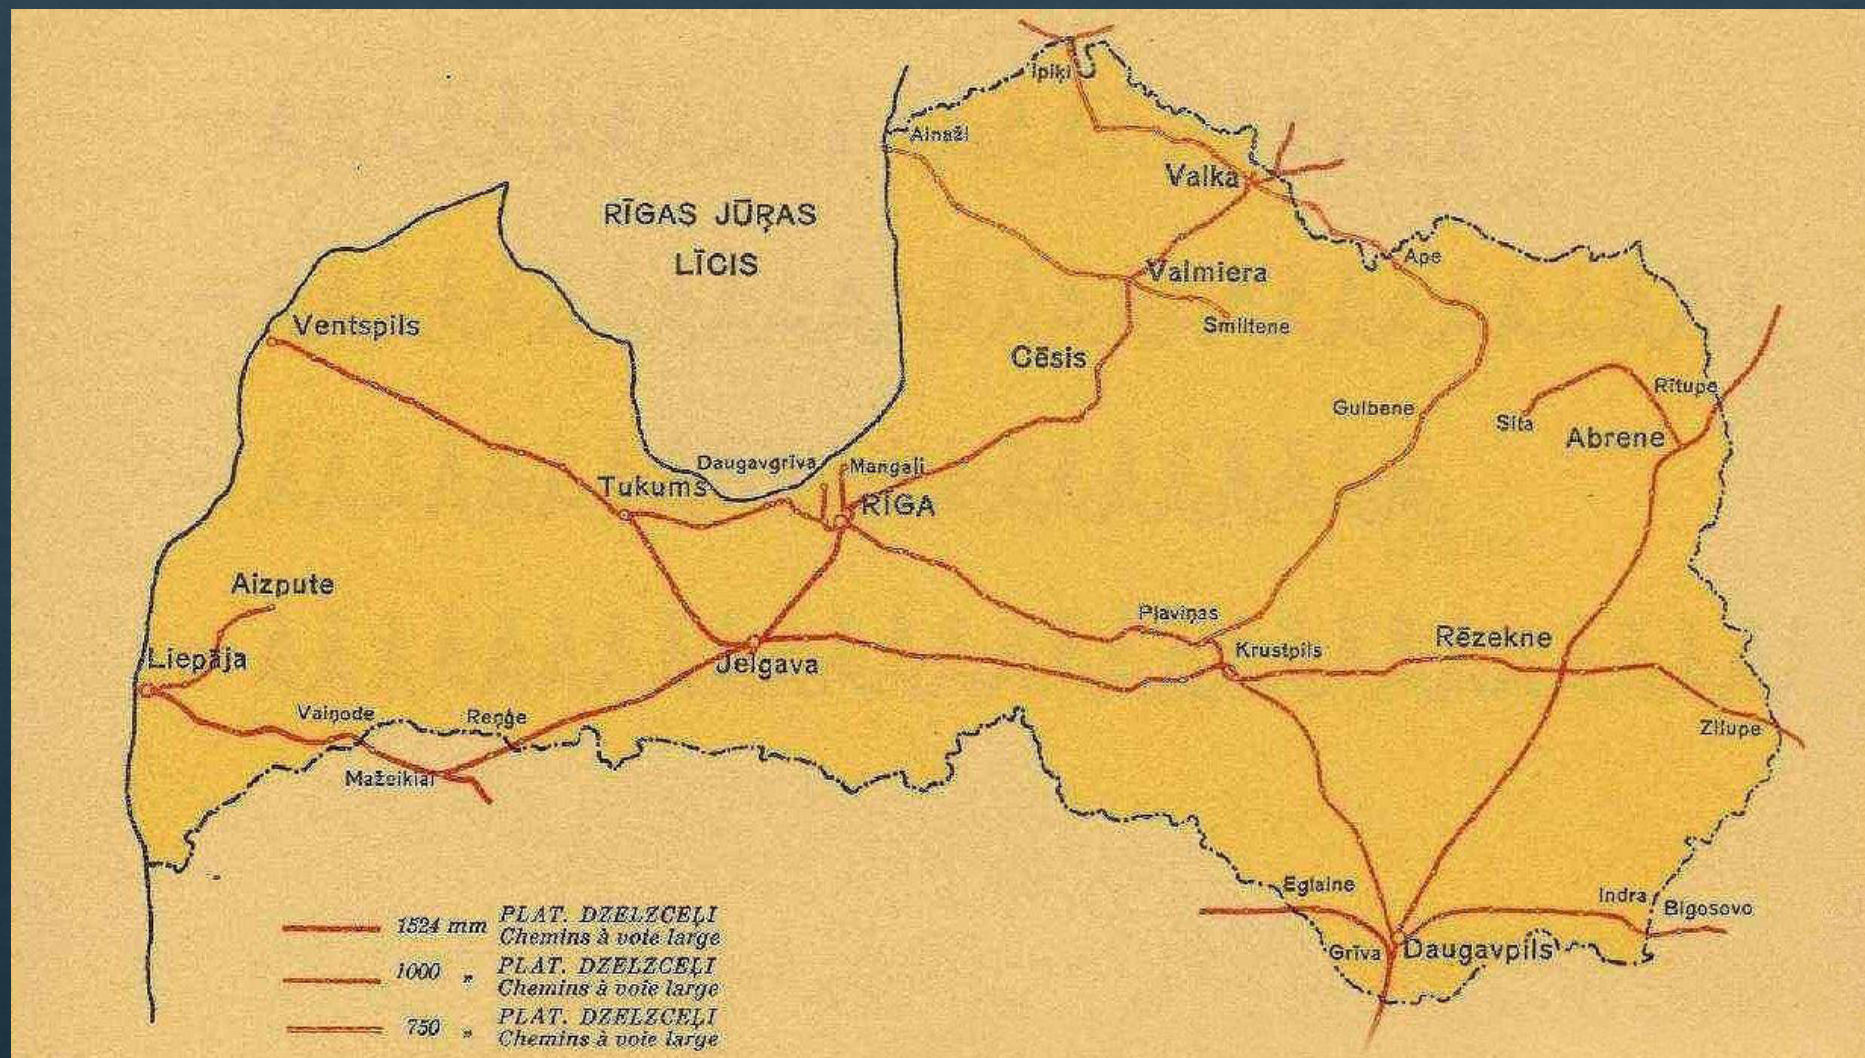 Ipiķi
Ainaži
Valka
RĪGAS JŪŖAS
LĪCIS
Ape
Valmiera
Ventspils
Smiltene
Cēsis
Rītupe
Gulbene
Sita
Abrene
Daugavgrīva
Mangaļi
Tukums
RĪGA
Aizpute
Pļaviņas
Rēzekne
Krustpils
Liepāja
Jelgava
Vaiņode
Reņģe
Zilupe
Mažeikiai
Eglaine
Indra
Bigosovo
Grīva
Daugavpils
1524 mm PLAT. DZELZCEĻI
Chemins à voie large
1000 „ PLAT. DZELZCEĻI
Chemins à voie large
750 „ PLAT. DZELZCEĻI
Chemins à voie large